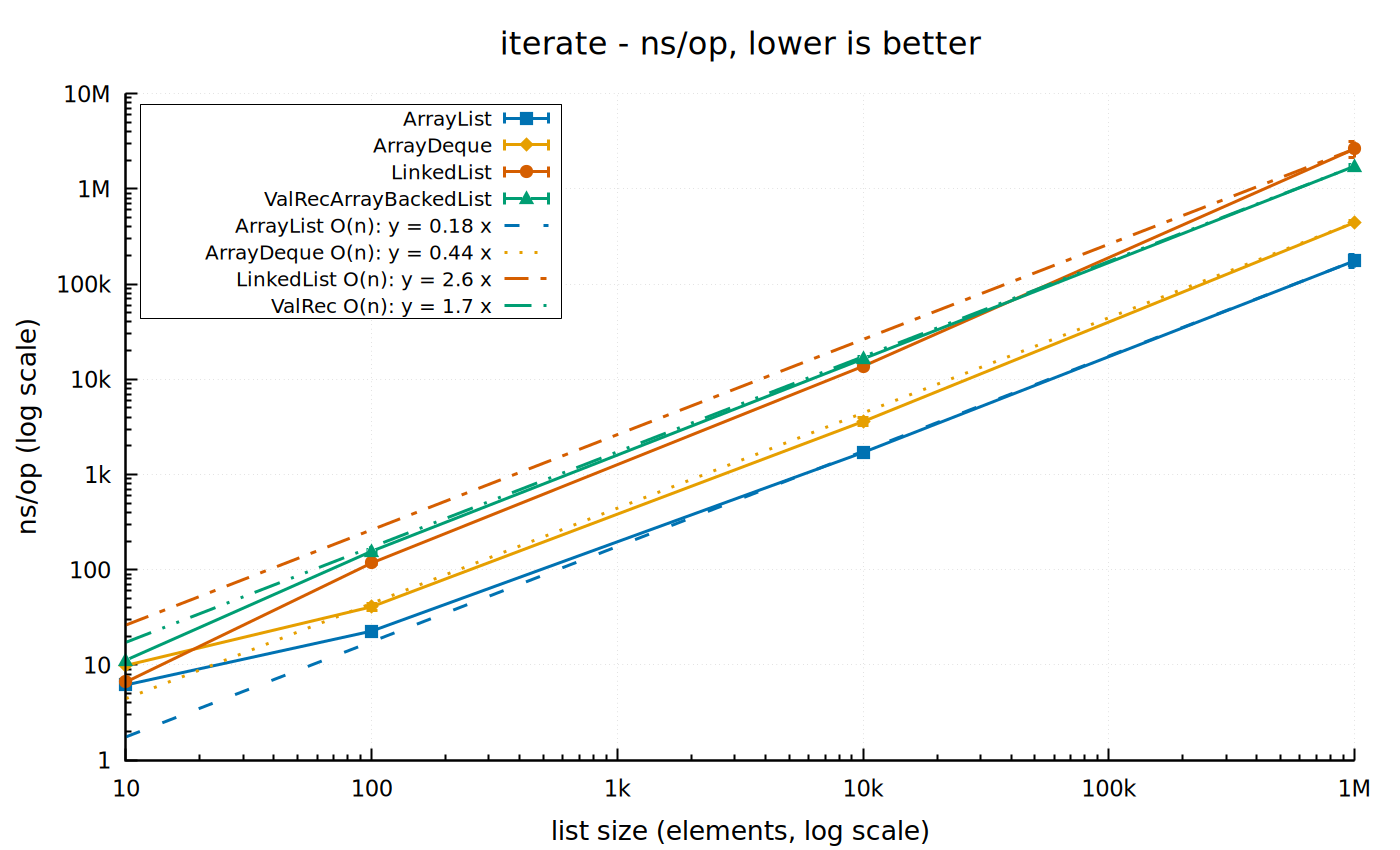 iterate - ns/op, lower is better
10M
1M
100k
10k
1k
100
10
1
ns/op (log scale)
ArrayList
ArrayDeque
LinkedList
ValRecArrayBackedList
ArrayList O(n): y = 0.18 x
ArrayDeque O(n): y = 0.44 x
LinkedList O(n): y = 2.6 x
ValRec O(n): y = 1.7 x
10 100 1k 10k 100k 1M
list size (elements, log scale)